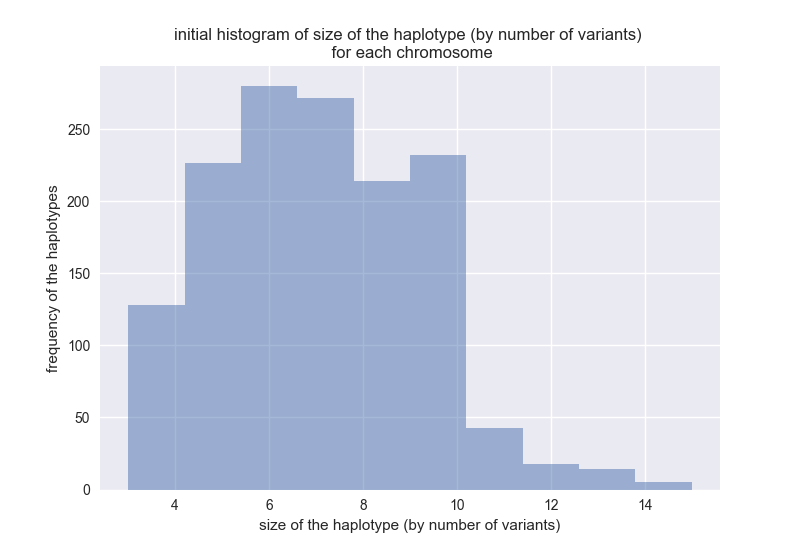 initial histogram of size of the haplotype (by number of variants)
for each chromosome
frequency of the haplotypes
250
200
150
100
50
0
4 6 8 10 12 14
size of the haplotype (by number of variants)